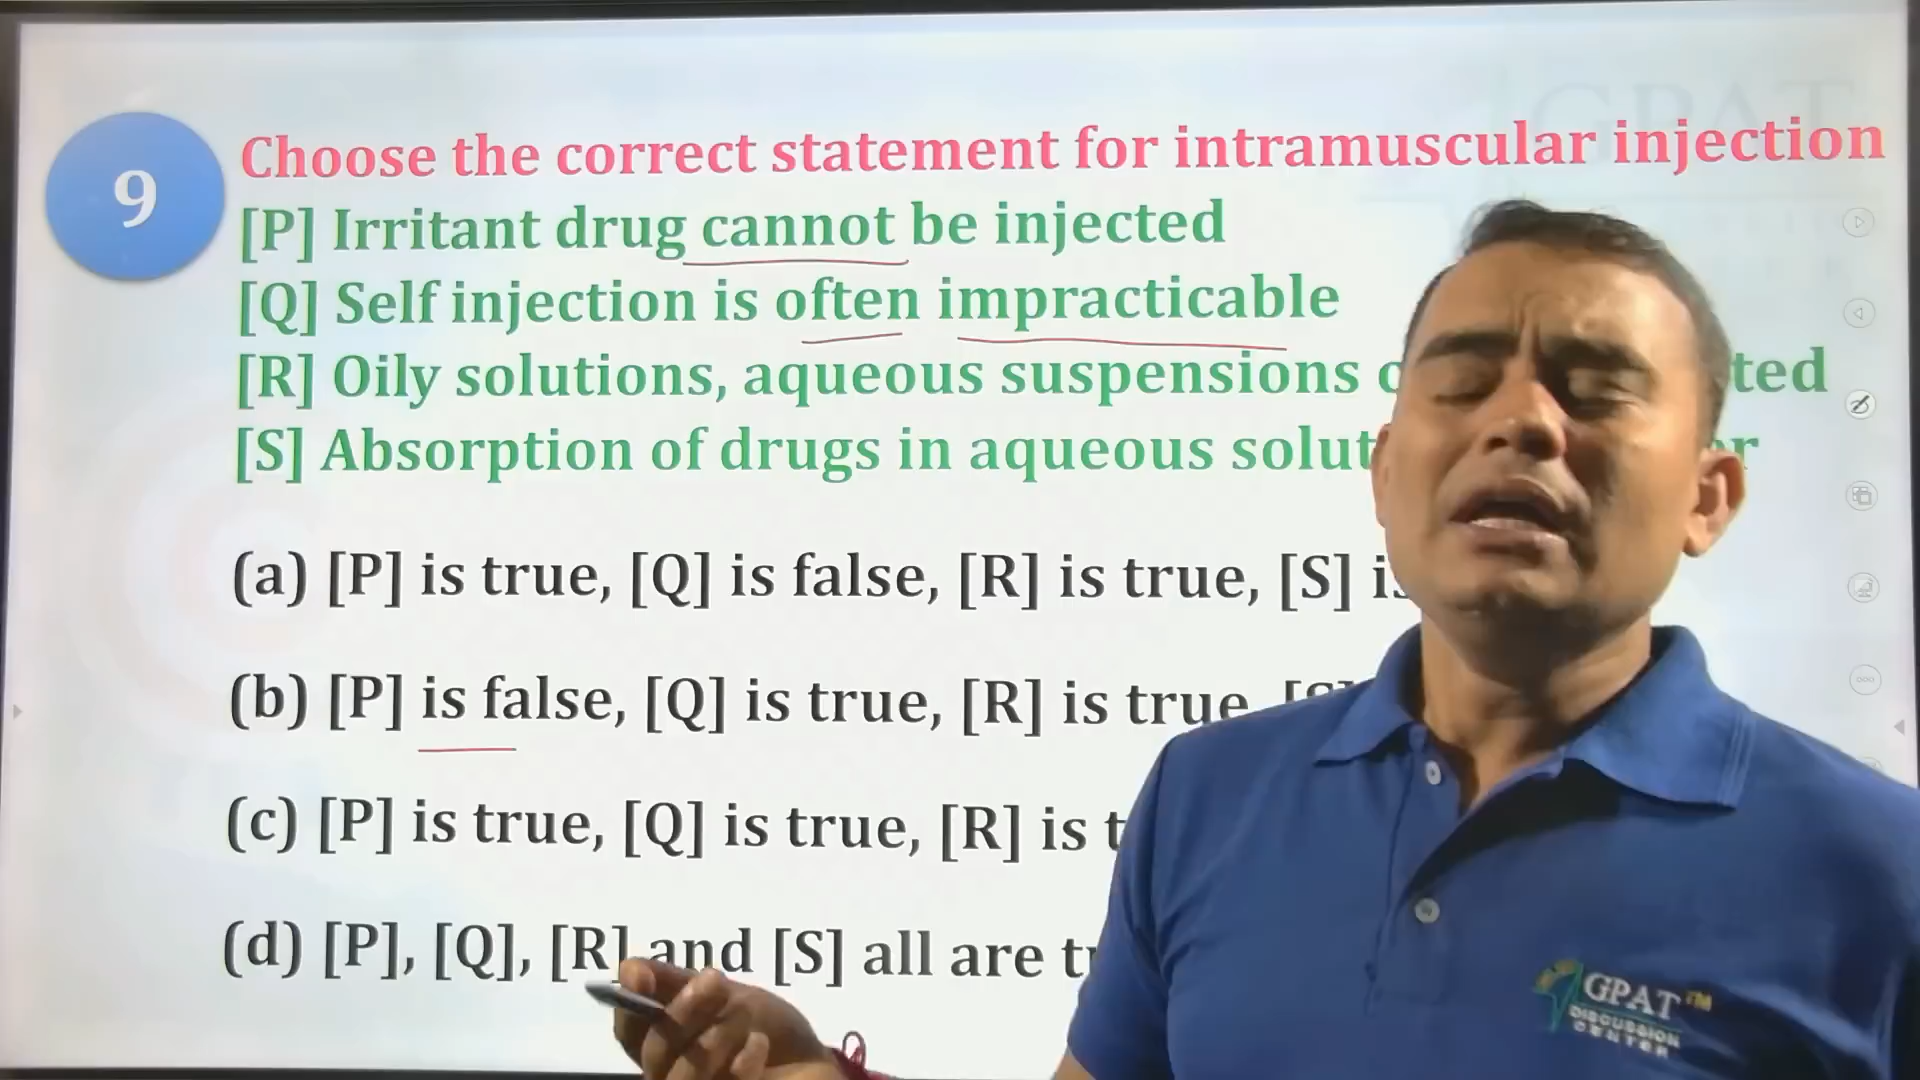 GPAT
9
Choose the correct statement for intramuscular injection
[P] Irritant drug cannot be injected
[Q] Self injection is often impracticable
[R] Oily solutions, aqueous suspensions
[S] Absorption of drugs in aqueous
(a) [P] is true, [Q] is false, [R] is true, [S] is
(b) [P] is false, [Q] is true, [R] is true,
(c) [P] is true, [Q] is true, [R] is
(d) [P], [Q], [R] and [S] all are
GPAT™
DISCUSSION
CENTER